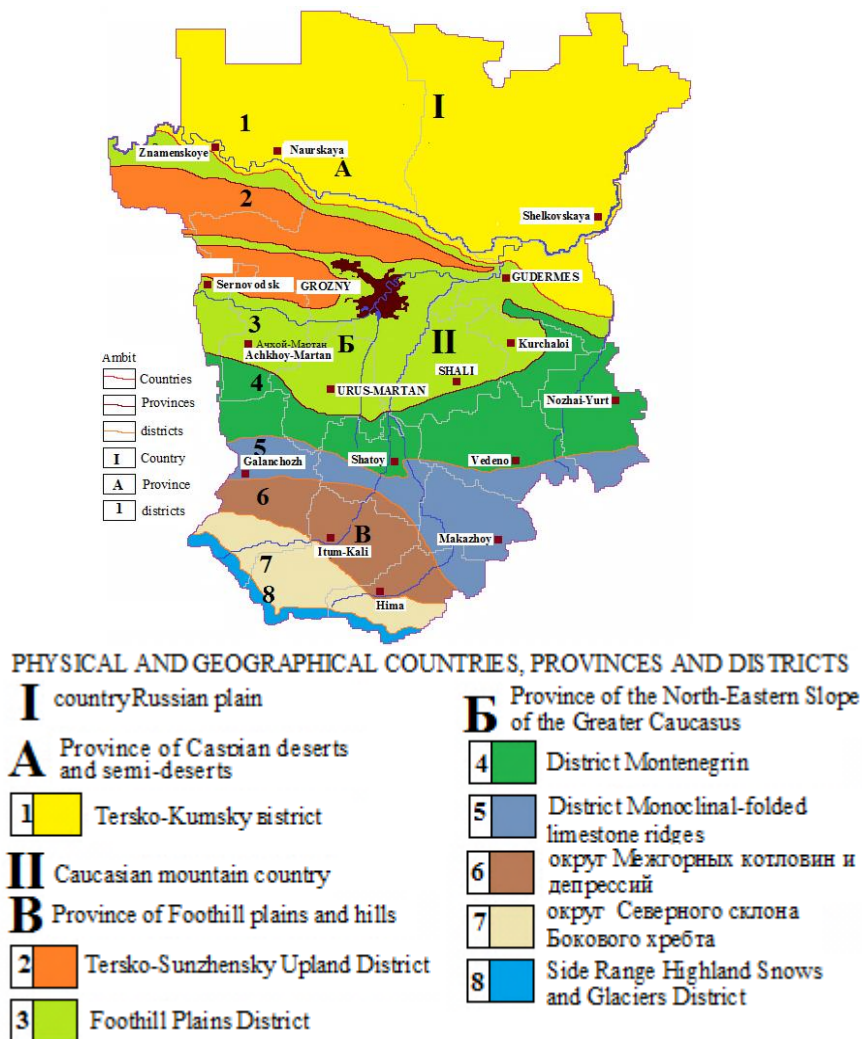 I
1
Znamenskoye
Naurskaya
A
2
Shelkovskaya
Sernovodsk
GROZNY
GUDERMES
3
Б
II
Ачхой-Мартан
Achkhoy-Martan
Kurchaloi
SHALI
4
URUS-MARTAN
Nozhai-Yurt
5
Galanchozh
Shatoy
Vedeno
6
В
Itum-Kali
Makazhoy
7
8
Hima
Ambit
Countries
Provinces
districts
I Country
A Province
1 districts
PHYSICAL AND GEOGRAPHICAL COUNTRIES, PROVINCES AND DISTRICTS
I country Russian plain
A Province of Caspian deserts
and semi-deserts
1 Tersko-Kumsky вistrict
II Caucasian mountain country
B Province of Foothill plains and hills
2 Tersko-Sunzhensky Upland District
3 Foothill Plains District
Б Province of the North-Eastern Slope
of the Greater Caucasus
4 District Montenegrin
5 District Monoclinal-folded
limestone ridges
6 округ Межгорных котловин и
депрессий
7 округ Северного склона
Бокового хребта
8 Side Range Highland Snows
and Glaciers District